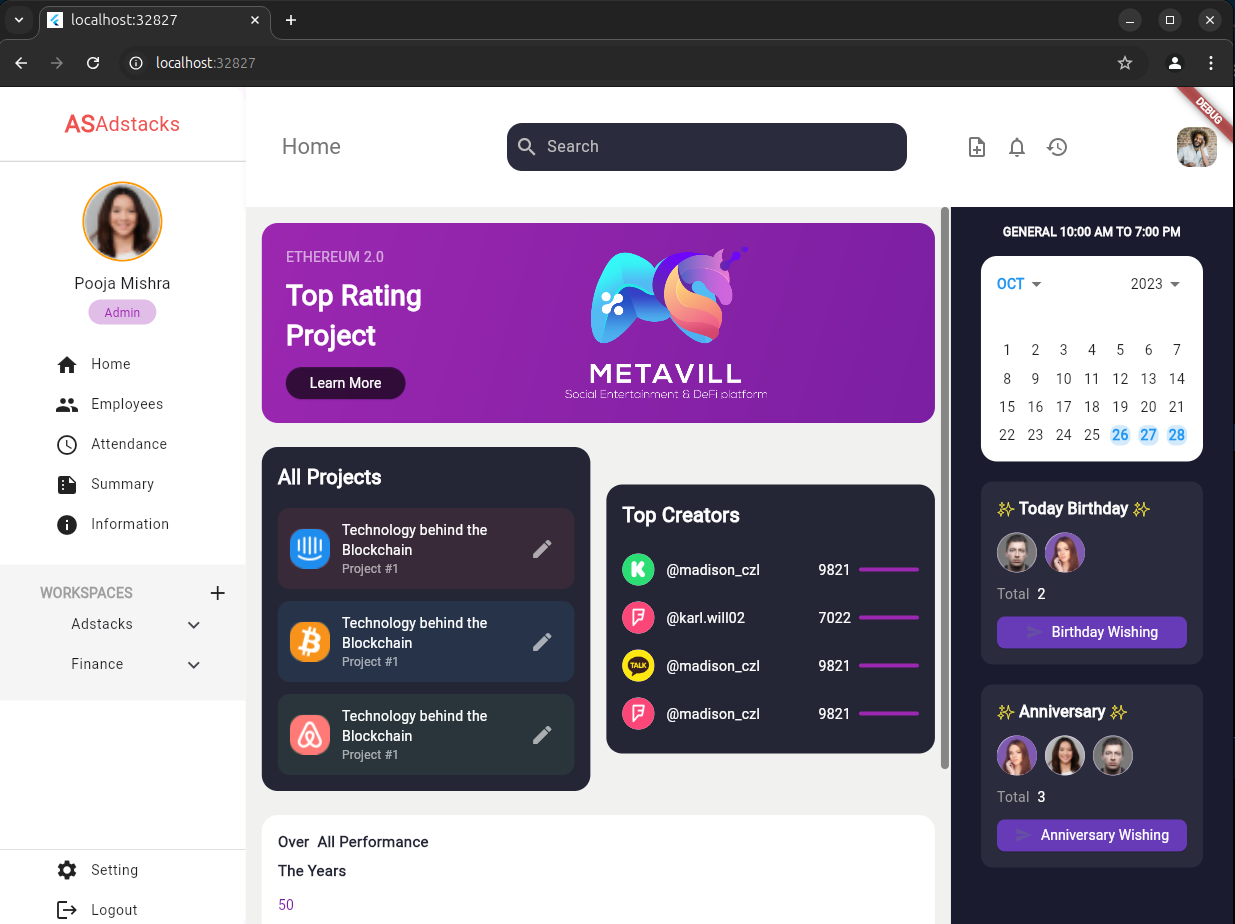 localhost:32827
localhost:32827
DEBUG
ASAdstacks
Pooja Mishra
Admin
Home
Employees
Attendance
Summary
Information
WORKSPACES
Adstacks
Finance
Setting
Logout
Home
Search
ETHEREUM 2.0
Top Rating
Project
Learn More
METAVILL
Social Entertainment & DeFi platform
All Projects
Technology behind the
Blockchain
Project #1
Technology behind the
Blockchain
Project #1
Technology behind the
Blockchain
Project #1
Top Creators
@madison_czl 9821
@karl.will02 7022
TALK
@madison_czl 9821
@madison_czl 9821
Over  All Performance
The Years
50
GENERAL 10:00 AM TO 7:00 PM
OCT 2023
1 2 3 4 5 6 7
8 9 10 11 12 13 14
15 16 17 18 19 20 21
22 23 24 25 26 27 28
✨ Today Birthday ✨
Total 2
Birthday Wishing
✨ Anniversary ✨
Total 3
Anniversary Wishing